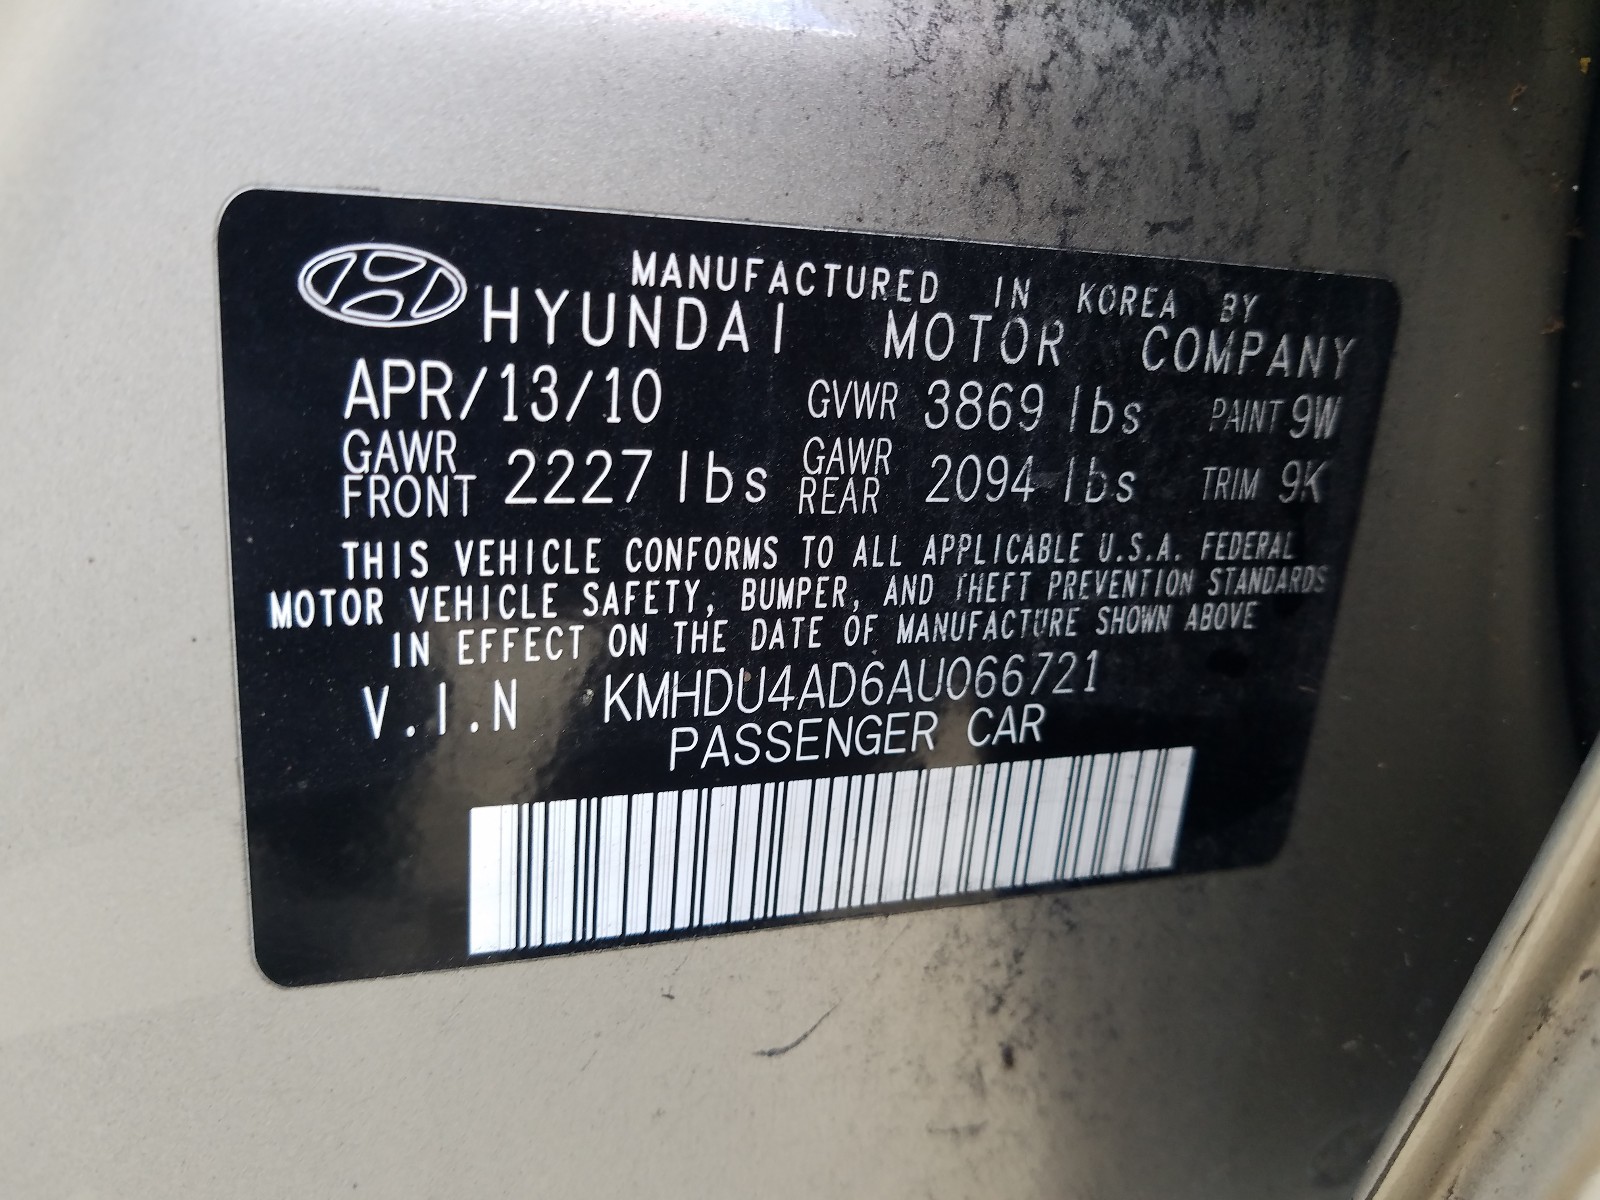 MANUFACTURED IN KOREA BY
HYUNDAI MOTOR COMPANY
APR/13/10 GVWR 3869 lbs PAINT 9W
GAWR FRONT 2227 lbs GAWR REAR 2094 lbs TRIM 9K
THIS VEHICLE CONFORMS TO ALL APPLICABLE U.S.A. FEDERAL
MOTOR VEHICLE SAFETY, BUMPER, AND THEFT PREVENTION STANDARDS
IN EFFECT ON THE DATE OF MANUFACTURE SHOWN ABOVE
V.I.N KMHDU4AD6AU066721
PASSENGER CAR